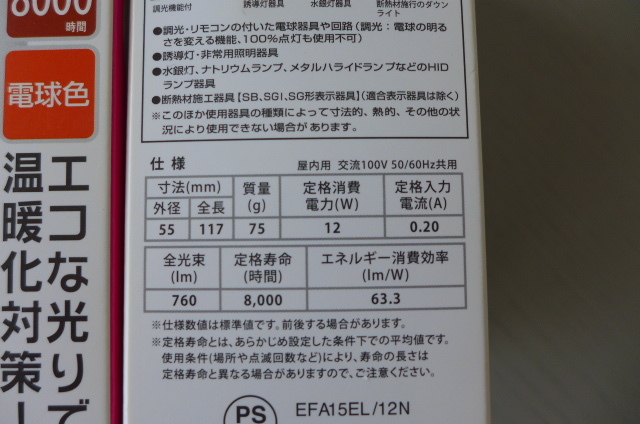 8000
時間
電球色
エコな光りで
温暖化対策！
調光機能付
誘導灯器具
水銀灯器具
断熱材施行のダウン
ライト
●調光・リモコンの付いた電球器具や回路(調光：電球の明る
さを変える機能、100%点灯も使用不可)
●誘導灯・非常用照明器具
●水銀灯、ナトリウムランプ、メタルハライドランプなどのHID
ランプ器具
●断熱材施工器具【SB、SGI、SG形表示器具】(適合表示器具は除く)
※このほか使用器具の種類によって寸法的、熱的、その他の状
況により使用できない場合が あります。
仕様 屋内用 交流100V 50/60Hz共用
寸法(mm) 質量 定格消費 定格入力
外径 全長 (g) 電力(W) 電流(A)
55 117 75 12 0.20
全光束 定格寿命 エネルギー消費効率
(lm) (時間) (lm/W)
760 8,000 63.3
※仕様数値は標準値です。前後する場合があります。
※定格寿命とは、あらかじめ設定した条件下での平均値です。
使用条件(場所や点滅回数など)により、寿命の長さは
定格寿命と異なる場合がありますので、ご注意ください。
PS
EFA15EL/12N